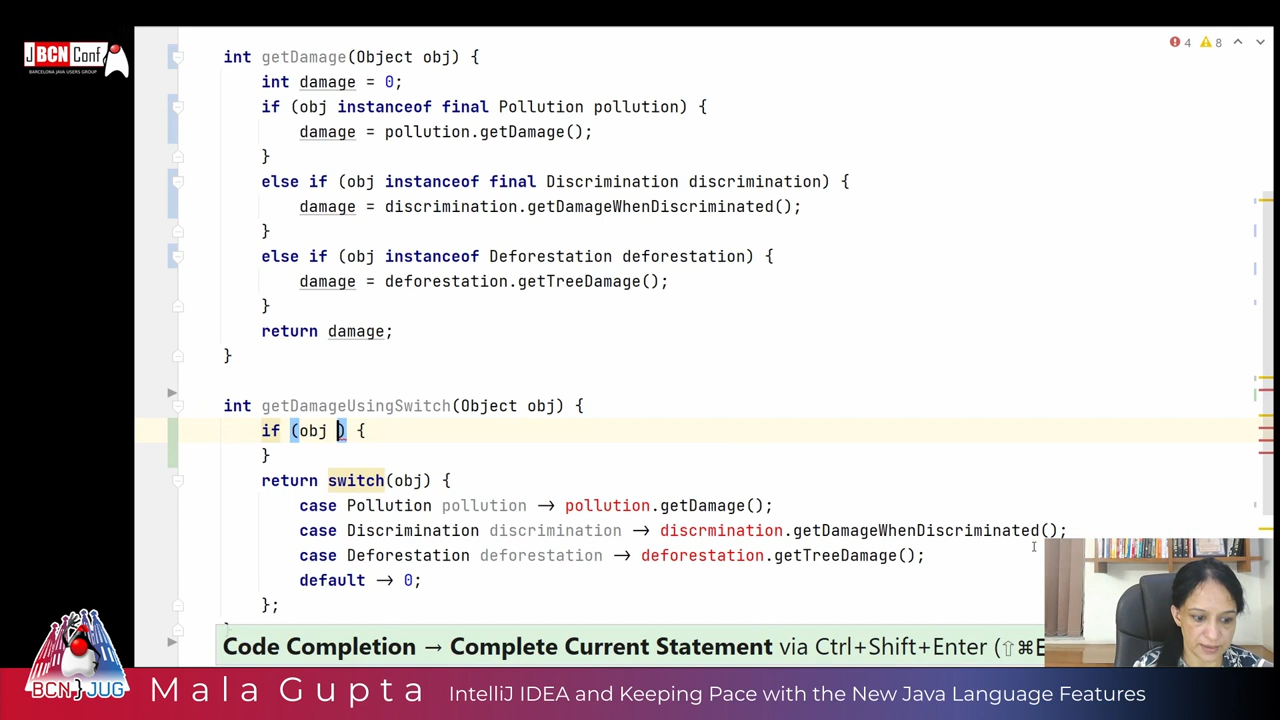 JBCNConf
BARCELONA JAVA USERS GROUP
4 8
int getDamage(Object obj) {
int damage = 0;
if (obj instanceof final Pollution pollution) {
damage = pollution.getDamage();
}
else if (obj instanceof final Discrimination discrimination) {
damage = discrimination.getDamageWhenDiscriminated();
}
else if (obj instanceof Deforestation deforestation) {
damage = deforestation.getTreeDamage();
}
return damage;
}
int getDamageUsingSwitch(Object obj) {
if (obj ) {
}
return switch(obj) {
case Pollution pollution → pollution.getDamage();
case Discrimination discrimination → discrmination.getDamageWhenDiscriminated();
case Deforestation deforestation → deforestation.getTreeDamage();
default → 0;
};
Code Completion → Complete Current Statement via Ctrl+Shift+Enter (⇧⌘E
BCN}JUG
Mala Gupta
IntelliJ IDEA and Keeping Pace with the New Java Language Features